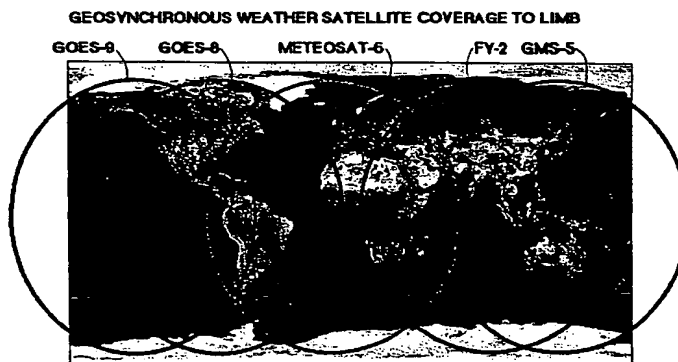 GEOSYNCHRONOUS WEATHER SATELLITE COVERAGE TO LIMB
GOES-9 GOES-8 METEOSAT-6 FY-2 GMS-5